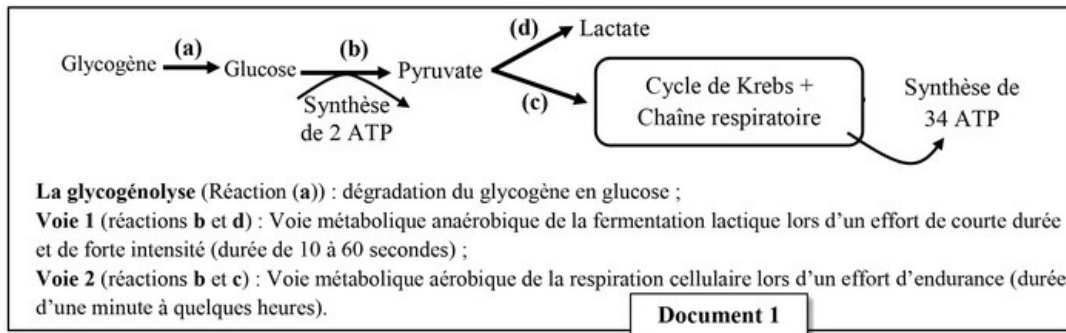 (a)
(b)
(d)
Lactate
Glycogène
Glucose
Pyruvate
(c)
Synthèse
de 2 ATP
Cycle de Krebs +
Chaîne respiratoire
Synthèse de
34 ATP
La glycogénolyse (Réaction (a)) : dégradation du glycogène en glucose ;
Voie 1 (réactions b et d) : Voie métabolique anaérobique de la fermentation lactique lors d’un effort de courte durée
et de forte intensité (durée de 10 à 60 secondes) ;
Voie 2 (réactions b et c) : Voie métabolique aérobique de la respiration cellulaire lors d’un effort d’endurance (durée
d’une minute à quelques heures).
Document 1